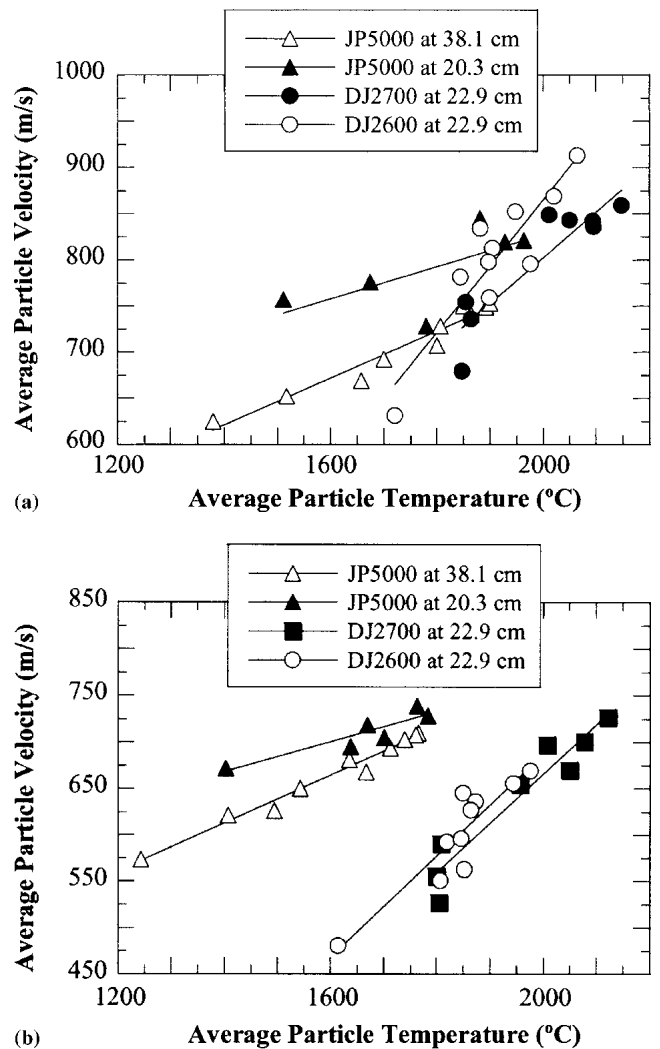 JP5000 at 38.1 cm
JP5000 at 20.3 cm
DJ2700 at 22.9 cm
DJ2600 at 22.9 cm
1000
900
800
700
600
Average Particle Velocity (m/s)
1200 1600 2000
(a) Average Particle Temperature (ºC)
JP5000 at 38.1 cm
JP5000 at 20.3 cm
DJ2700 at 22.9 cm
DJ2600 at 22.9 cm
850
750
650
550
450
Average Particle Velocity (m/s)
1200 1600 2000
(b) Average Particle Temperature (ºC)